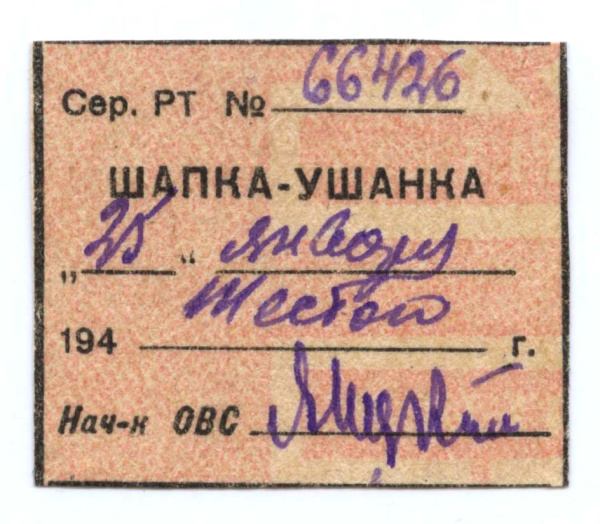 Сер. РТ № 66426
ШАПКА-УШАНКА
„25“ января
194 шестого г.
Нач-к ОВС